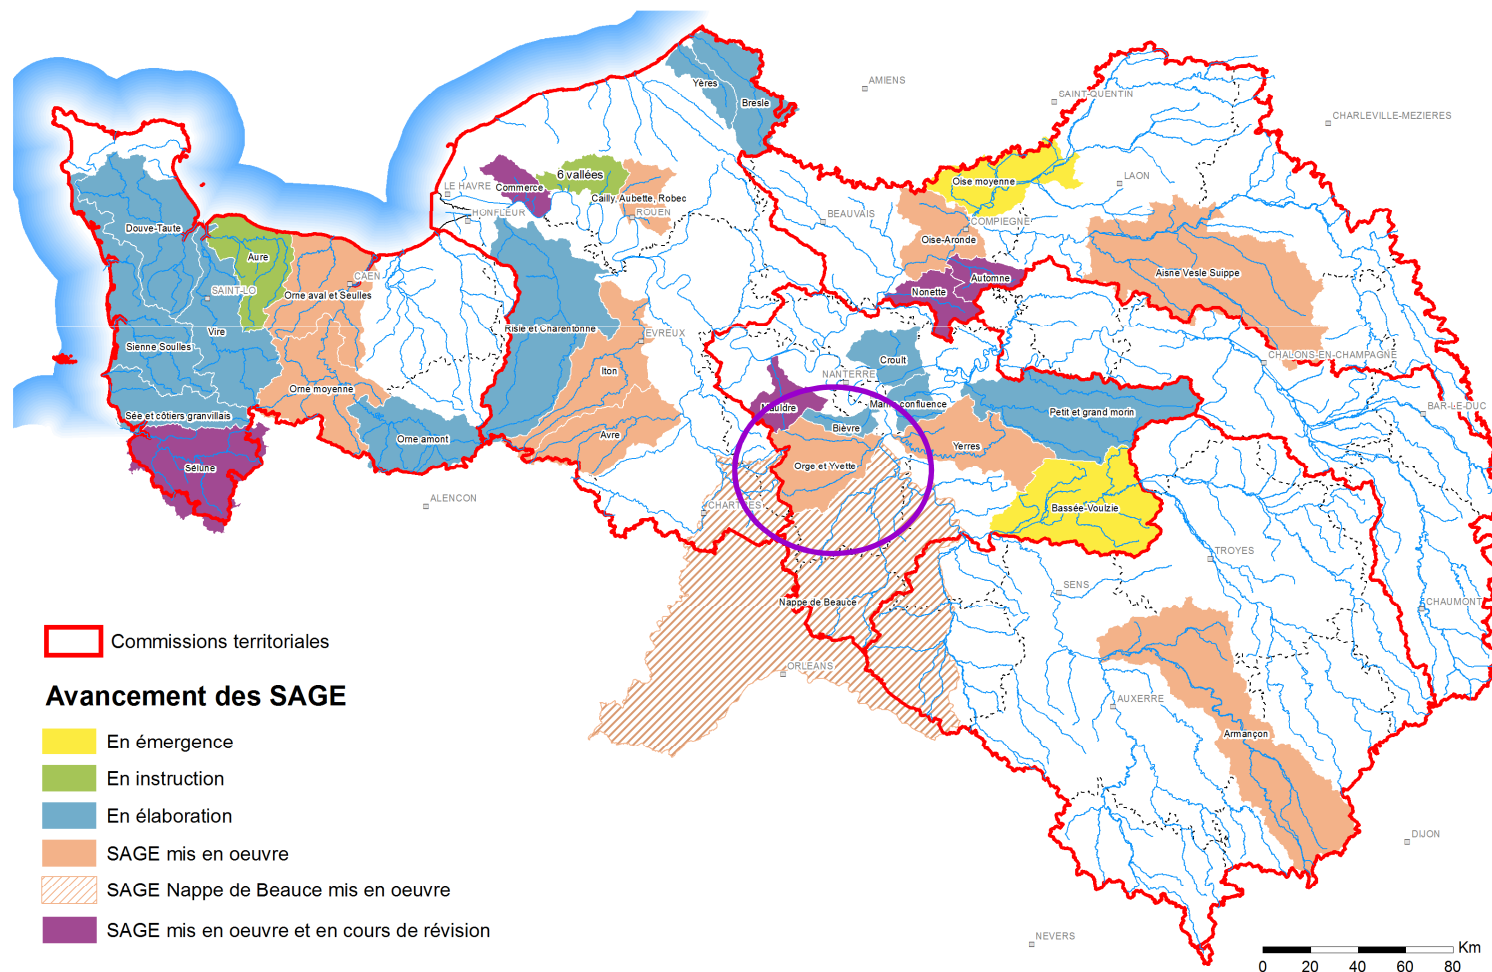 AMIENS
Yères
Bresle
SAINT-QUENTIN
CHARLEVILLE-MEZIERES
LE HAVRE
Commerce
6 vallées
Cailly, Aubette, Robec
ROUEN
HONFLEUR
Oise moyenne
LAON
BEAUVAIS
COMPIEGNE
Douve-Taute
Aure
Oise-Aronde
CAEN
Aisne Vesle Suippe
Automne
Nonette
SAINT-LO
Orne aval et Seulles
Vire
Risle et Charentonne
EVREUX
Sienne Soulles
CHALONS-EN-CHAMPAGNE
Croult
Iton
NANTERRE
Orne moyenne
Mauldre
Marne confluence
BAR-LE-DUC
Sée et côtiers granvillais
Petit et grand morin
Bièvre
Orne amont
Avre
Yerres
Sélune
Orge et Yvette
ALENCON
CHARTRES
Bassée-Voulzie
TROYES
SENS
Nappe de Beauce
CHAUMONT
ORLEANS
AUXERRE
Armançon
DIJON
NEVERS
Commissions territoriales
Avancement des SAGE
En émergence
En instruction
En élaboration
SAGE mis en oeuvre
SAGE Nappe de Beauce mis en oeuvre
SAGE mis en oeuvre et en cours de révision
Km
0 20 40 60 80